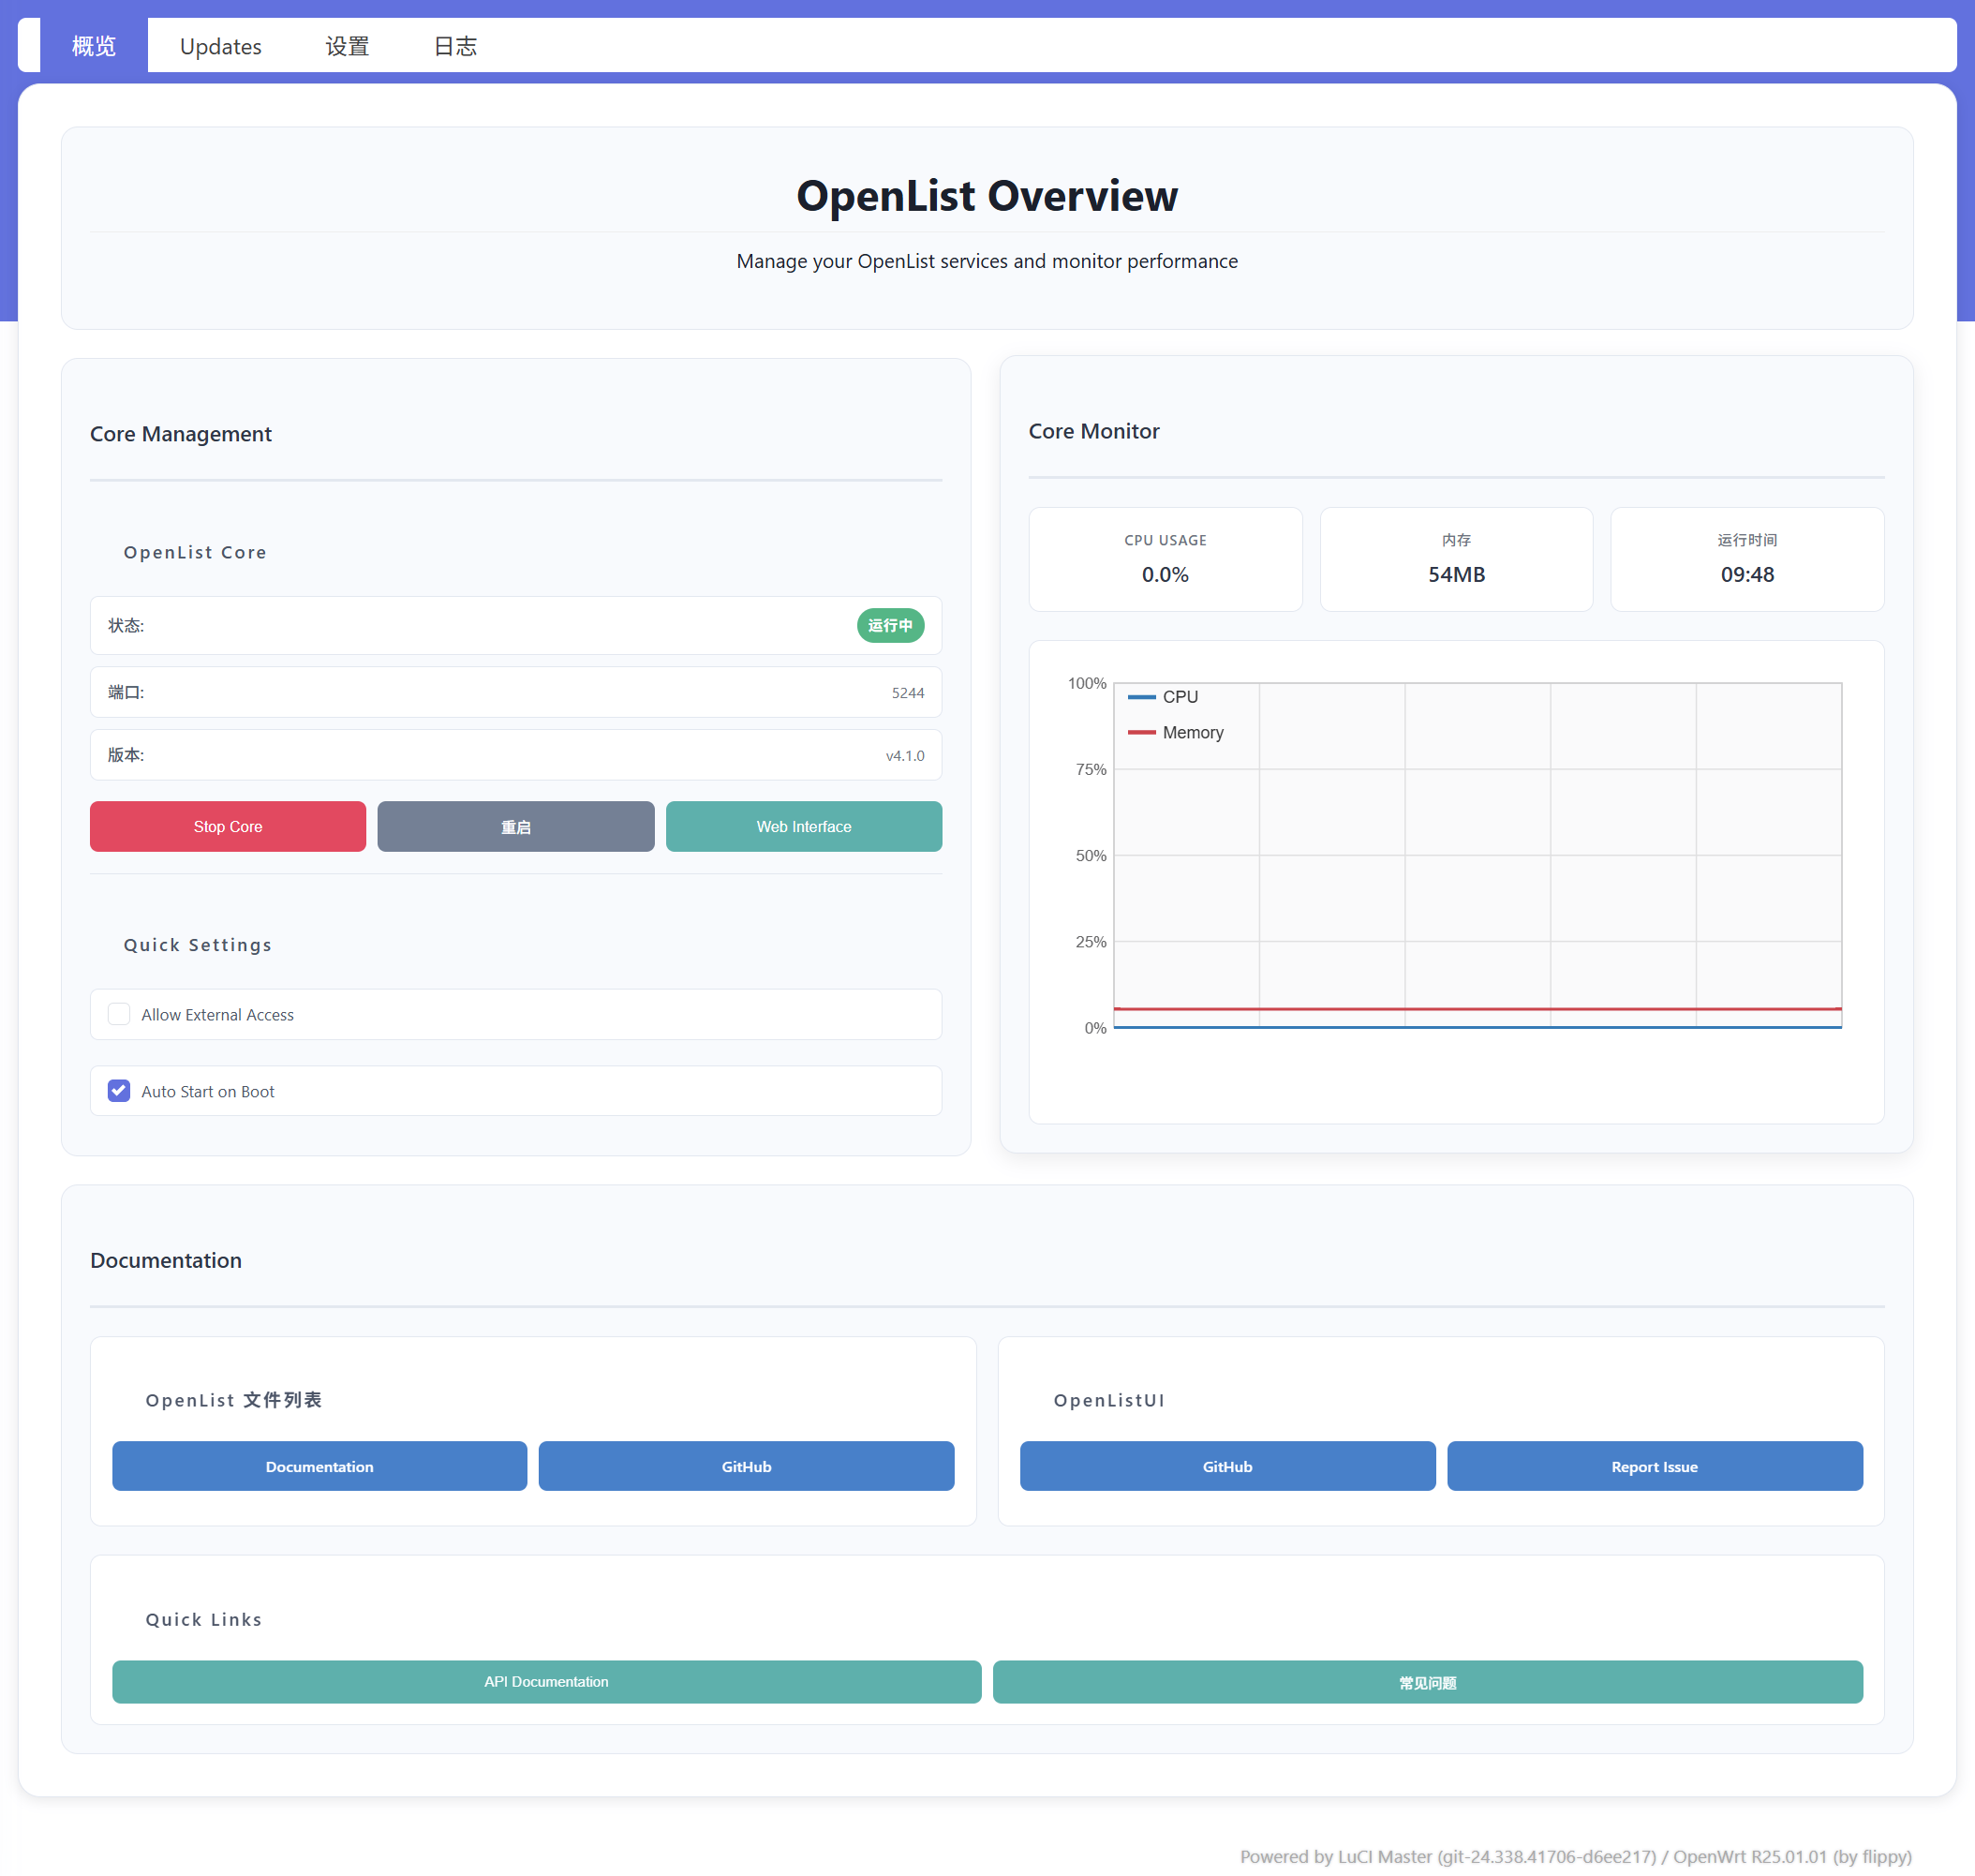 概览
Updates
设置
日志
OpenList Overview
Manage your OpenList services and monitor performance
Core Management
OpenList Core
状态:
运行中
端口:
5244
版本:
v4.1.0
Stop Core
重启
Web Interface
Quick Settings
Allow External Access
Auto Start on Boot
Core Monitor
CPU USAGE
0.0%
内存
54MB
运行时间
09:48
100%
75%
50%
25%
0%
CPU
Memory
Documentation
OpenList 文件列表
Documentation
GitHub
OpenListUI
GitHub
Report Issue
Quick Links
API Documentation
常见问题
Powered by LuCI Master (git-24.338.41706-d6ee217) / OpenWrt R25.01.01 (by flippy)